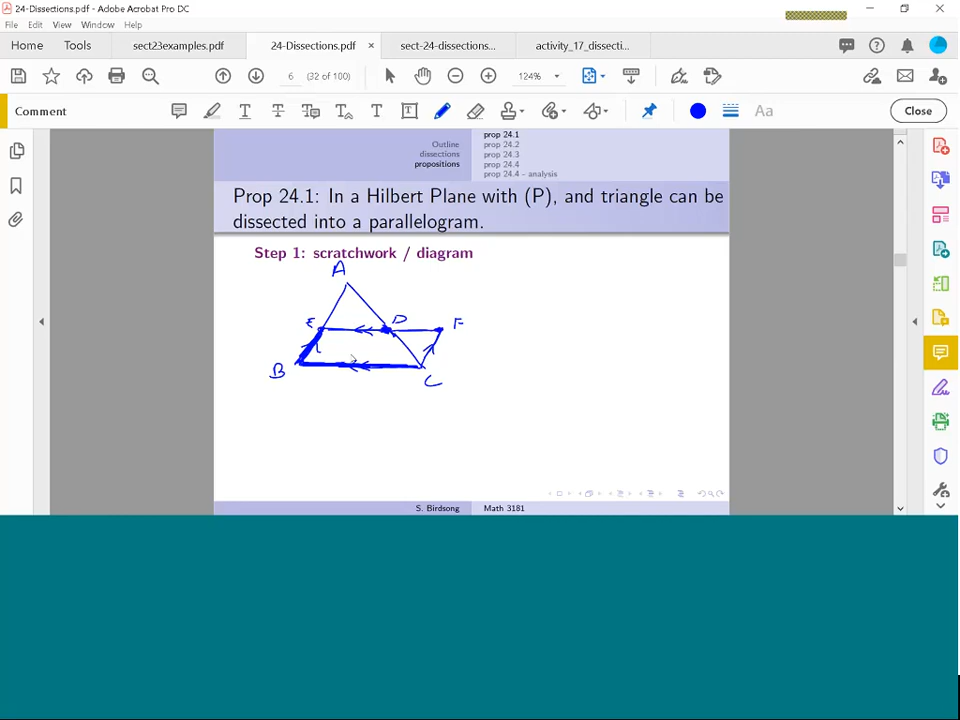 24-Dissections.pdf - Adobe Acrobat Pro DC
File Edit View Window Help
Home Tools sect23examples.pdf 24-Dissections.pdf × sect-24-dissections... activity_17_dissecti...
6 (32 of 100) 124%
Comment Close
Outline
dissections
propositions
prop 24.1
prop 24.2
prop 24.3
prop 24.4
prop 24.4 – analysis
Prop 24.1: In a Hilbert Plane with (P), and triangle can be
dissected into a parallelogram.
Step 1: scratchwork / diagram
A
E D F
B C
S. Birdsong Math 3181